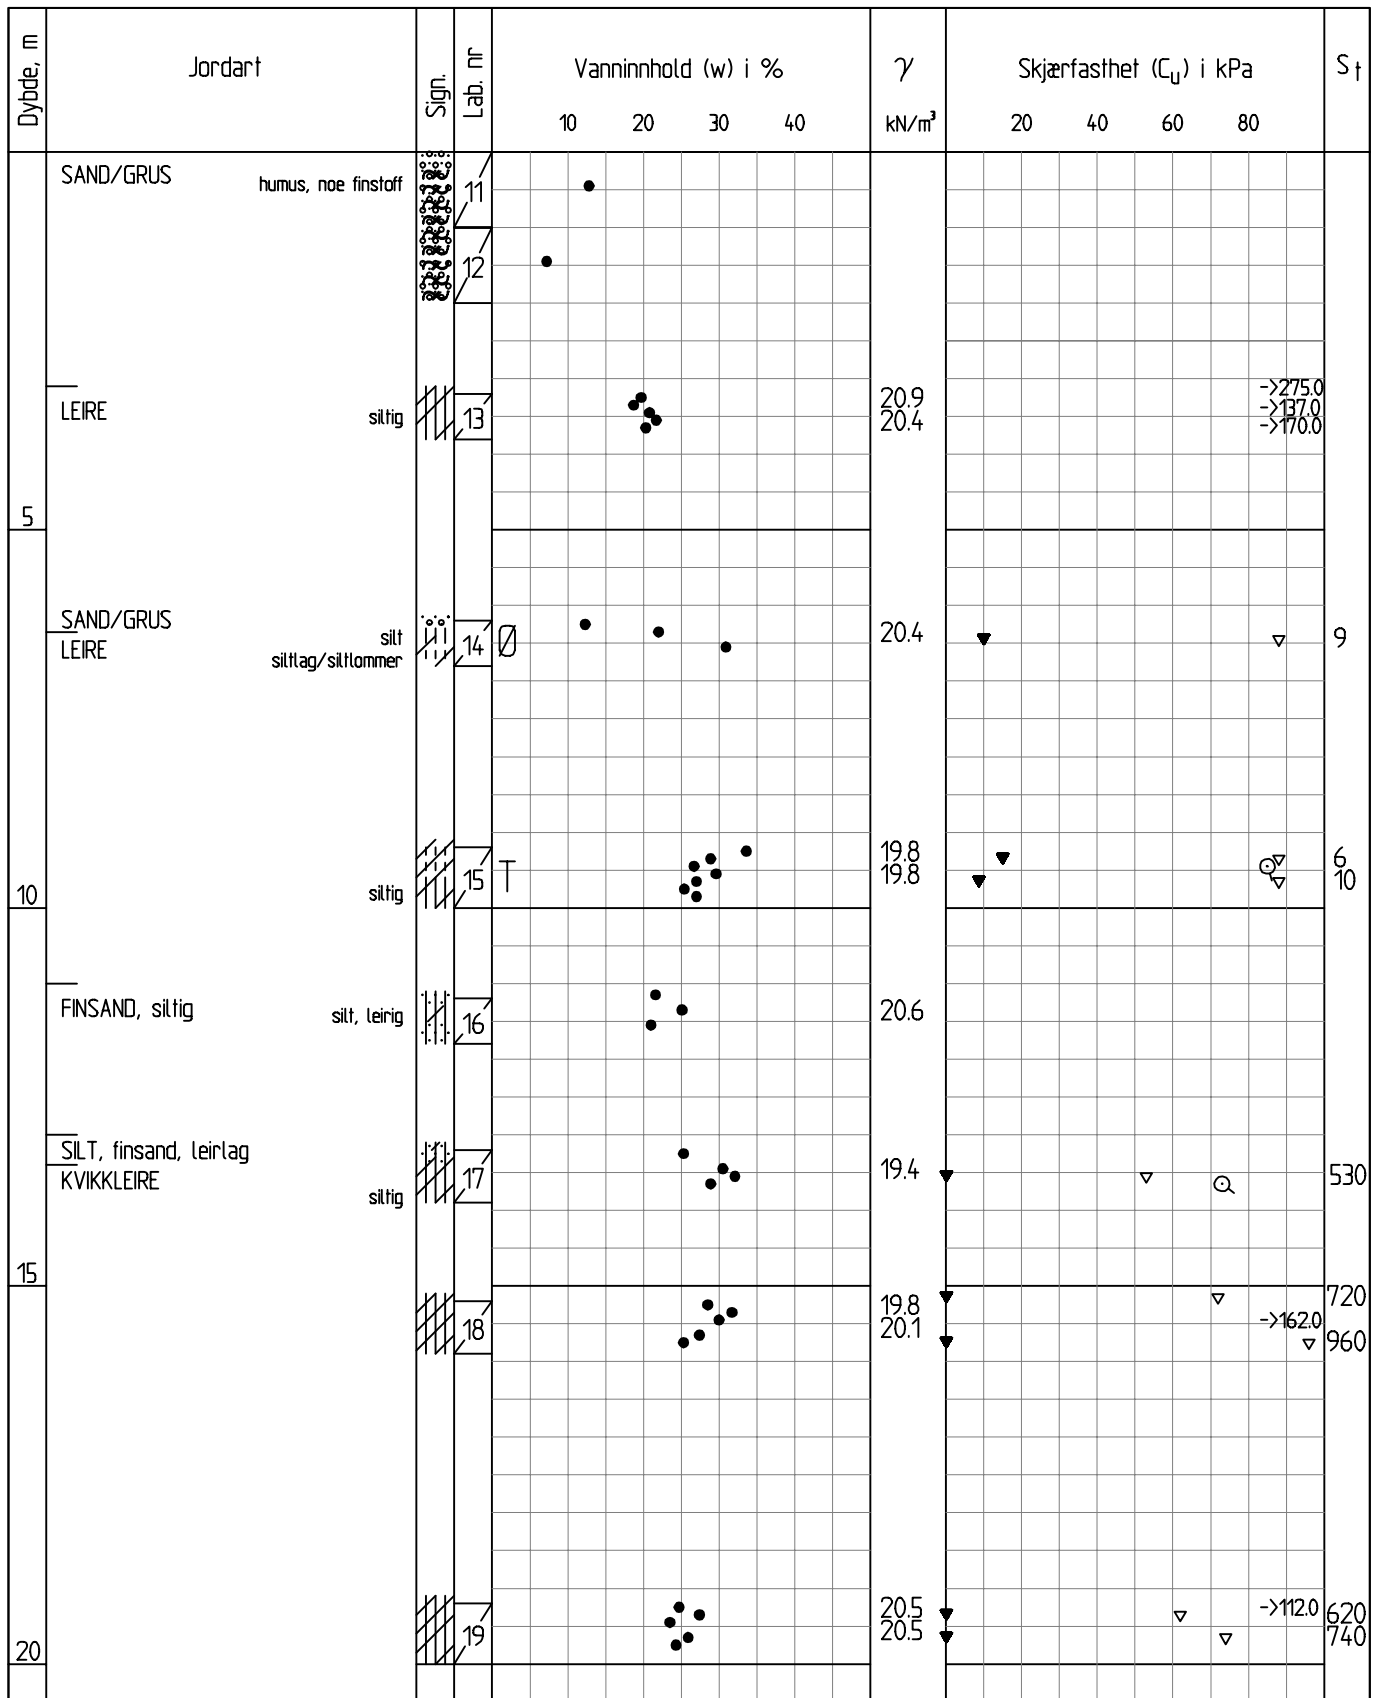 Dybde, m
Jordart
Sign.
Lab. nr
Vanninnhold (w) i %
10 20 30 40
γ
kN/m³
Skjærfasthet (Cu) i kPa
20 40 60 80
St
SAND/GRUS humus, noe finstoff 11
12
->275.0
20.9
->137.0
LEIRE siltig 13 20.4 ->170.0
5
SAND/GRUS
silt 20.4 9
LEIRE 14 Ø
siltlag/siltlommer
19.8 6
15 T 19.8 10
10 siltig
FINSAND, siltig silt, leirig 16 20.6
SILT, finsand, leirlag
KVIKKLEIRE 17 19.4 530
siltig
15
19.8 720
18 20.1 ->162.0
960
20.5 ->112.0 620
19 20.5 740
20